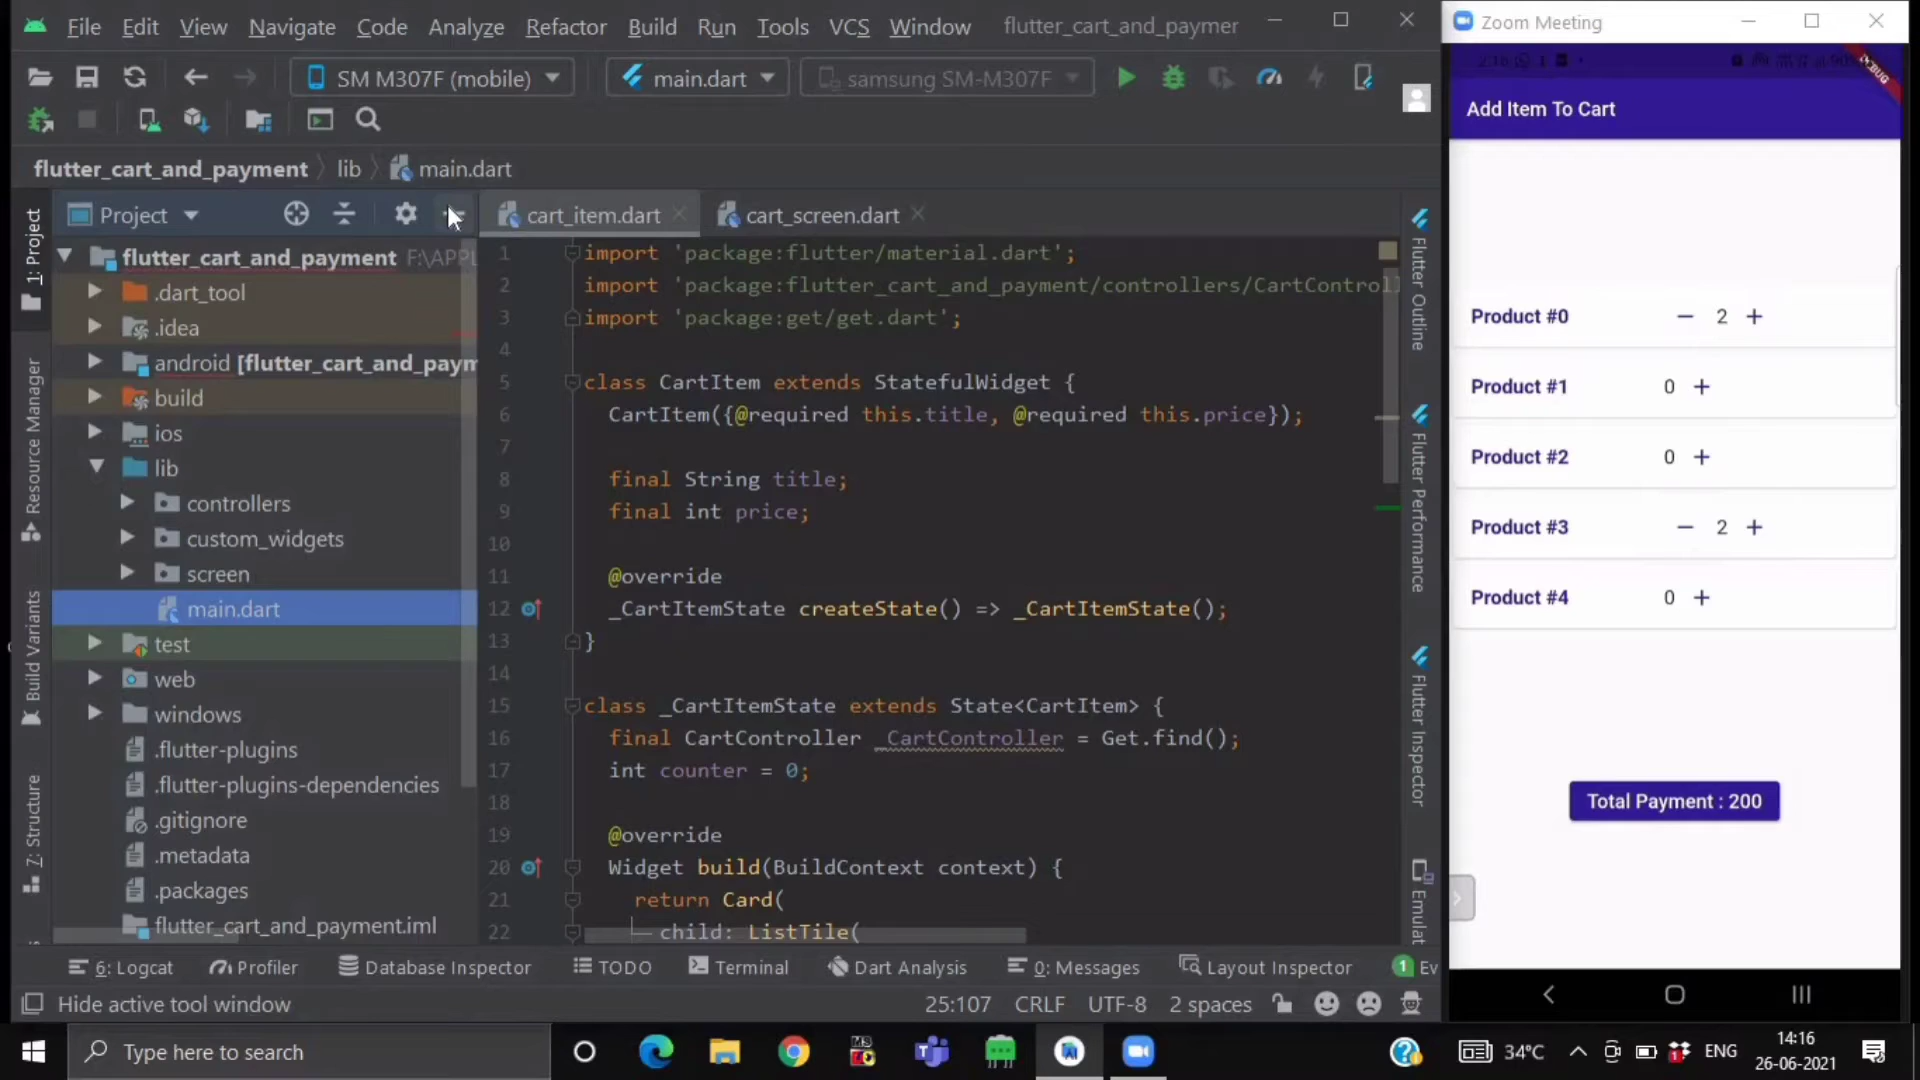 File Edit View Navigate Code Analyze Refactor Build Run Tools VCS Window flutter_cart_and_paymer
SM M307F (mobile) main.dart samsung SM-M307F
flutter_cart_and_payment lib main.dart
Project
cart_item.dart cart_screen.dart
flutter_cart_and_payment F:\APPL
.dart_tool
.idea
android [flutter_cart_and_paym
build
ios
lib
controllers
custom_widgets
screen
main.dart
test
web
windows
.flutter-plugins
.flutter-plugins-dependencies
.gitignore
.metadata
.packages
flutter_cart_and_payment.iml
1: Project
Resource Manager
Build Variants
7: Structure
1 import 'package:flutter/material.dart';
2 import 'package:flutter_cart_and_payment/controllers/CartControl
3 import 'package:get/get.dart';
4
5 class CartItem extends StatefulWidget {
6 CartItem({@required this.title, @required this.price});
7
8 final String title;
9 final int price;
10
11 @override
12 _CartItemState createState() => _CartItemState();
13 }
14
15 class _CartItemState extends State<CartItem> {
16 final CartController _CartController = Get.find();
17 int counter = 0;
18
19 @override
20 Widget build(BuildContext context) {
21 return Card(
22 child: ListTile(
Flutter Outline
Flutter Performance
Flutter Inspector
Emulat
6: Logcat Profiler Database Inspector TODO Terminal Dart Analysis 0: Messages Layout Inspector 1 Ev
Hide active tool window 25:107 CRLF UTF-8 2 spaces
Zoom Meeting
DEBUG
Add Item To Cart
Product #0 − 2 +
Product #1 0 +
Product #2 0 +
Product #3 − 2 +
Product #4 0 +
Total Payment : 200
Type here to search
34°C ENG 14:16
26-06-2021